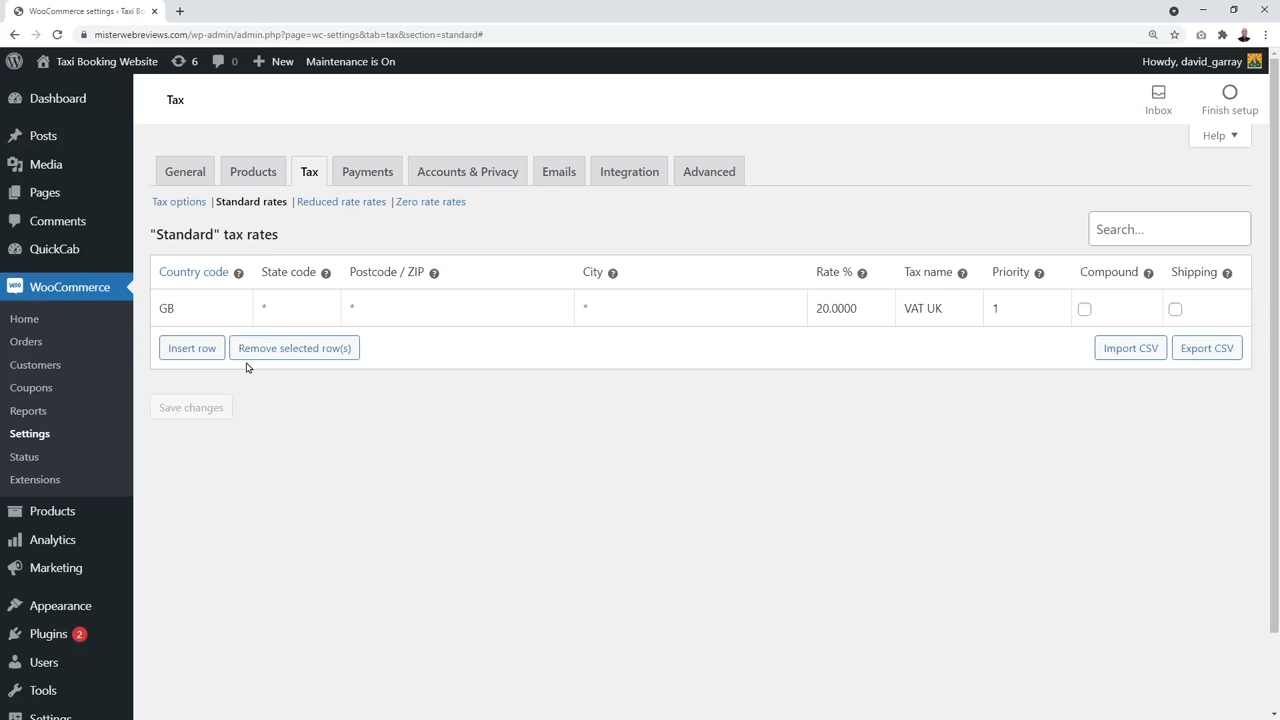 WooCommerce settings ‹ Taxi Bo
misterwebreviews.com/wp-admin/admin.php?page=wc-settings&tab=tax&section=standard#
Taxi Booking Website 6 0 New Maintenance is On Howdy, david_garray
Dashboard
Posts
Media
Pages
Comments
QuickCab
WooCommerce
Home
Orders
Customers
Coupons
Reports
Settings
Status
Extensions
Products
Analytics
Marketing
Appearance
Plugins 2
Users
Tools
Settings
Tax
Inbox
Finish setup
Help
General Products Tax Payments Accounts & Privacy Emails Integration Advanced
Tax options | Standard rates | Reduced rate rates | Zero rate rates
"Standard" tax rates
Search...
Country code State code Postcode / ZIP City Rate % Tax name Priority Compound Shipping
GB * * * 20.0000 VAT UK 1
Insert row Remove selected row(s) Import CSV Export CSV
Save changes